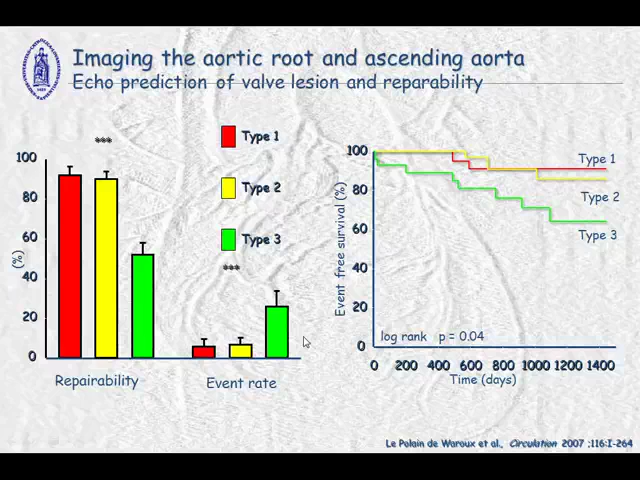 Imaging the aortic root and ascending aorta
Echo prediction of valve lesion and reparability
***
Type 1
Type 2
Type 3
***
100
80
60
40
20
0
(%)
Repairability
Event rate
100
80
60
40
20
0
Event free survival (%)
Type 1
Type 2
Type 3
log rank p = 0.04
0 200 400 600 800 1000 1200 1400
Time (days)
Le Polain de Waroux et al., Circulation 2007 ;116:I-264